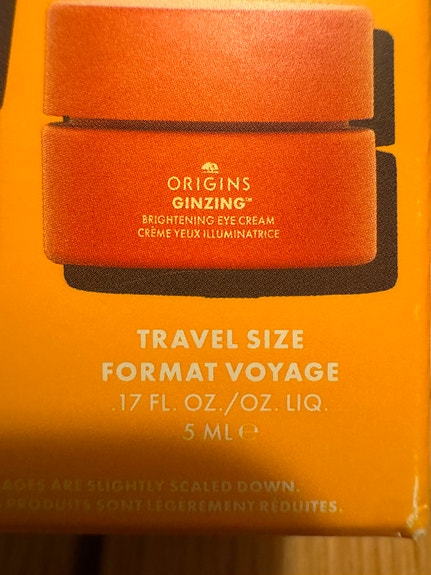 ORIGINS
GINZING™
BRIGHTENING EYE CREAM
CRÈME YEUX ILLUMINATRICE
TRAVEL SIZE
FORMAT VOYAGE
.17 FL. OZ./OZ. LIQ.
5 ML ℮
AGES ARE SLIGHTLY SCALED DOWN.
PRODUITS SONT LÉGÈREMENT RÉDUITES.